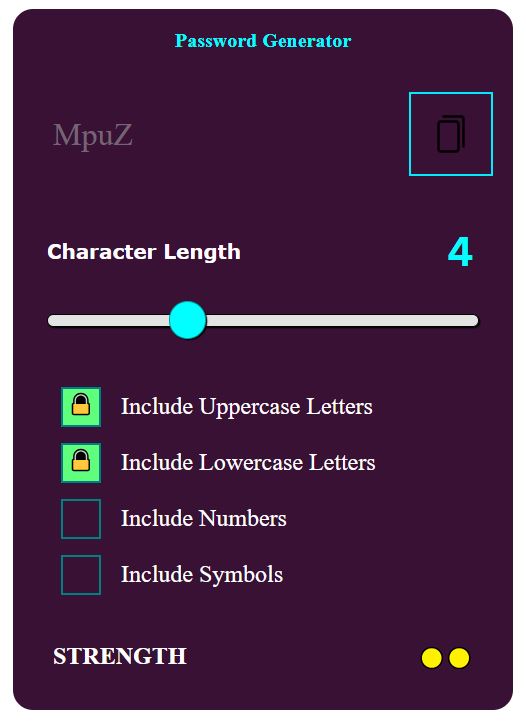 Password Generator
MpuZ
Character Length 4
Include Uppercase Letters
Include Lowercase Letters
Include Numbers
Include Symbols
STRENGTH